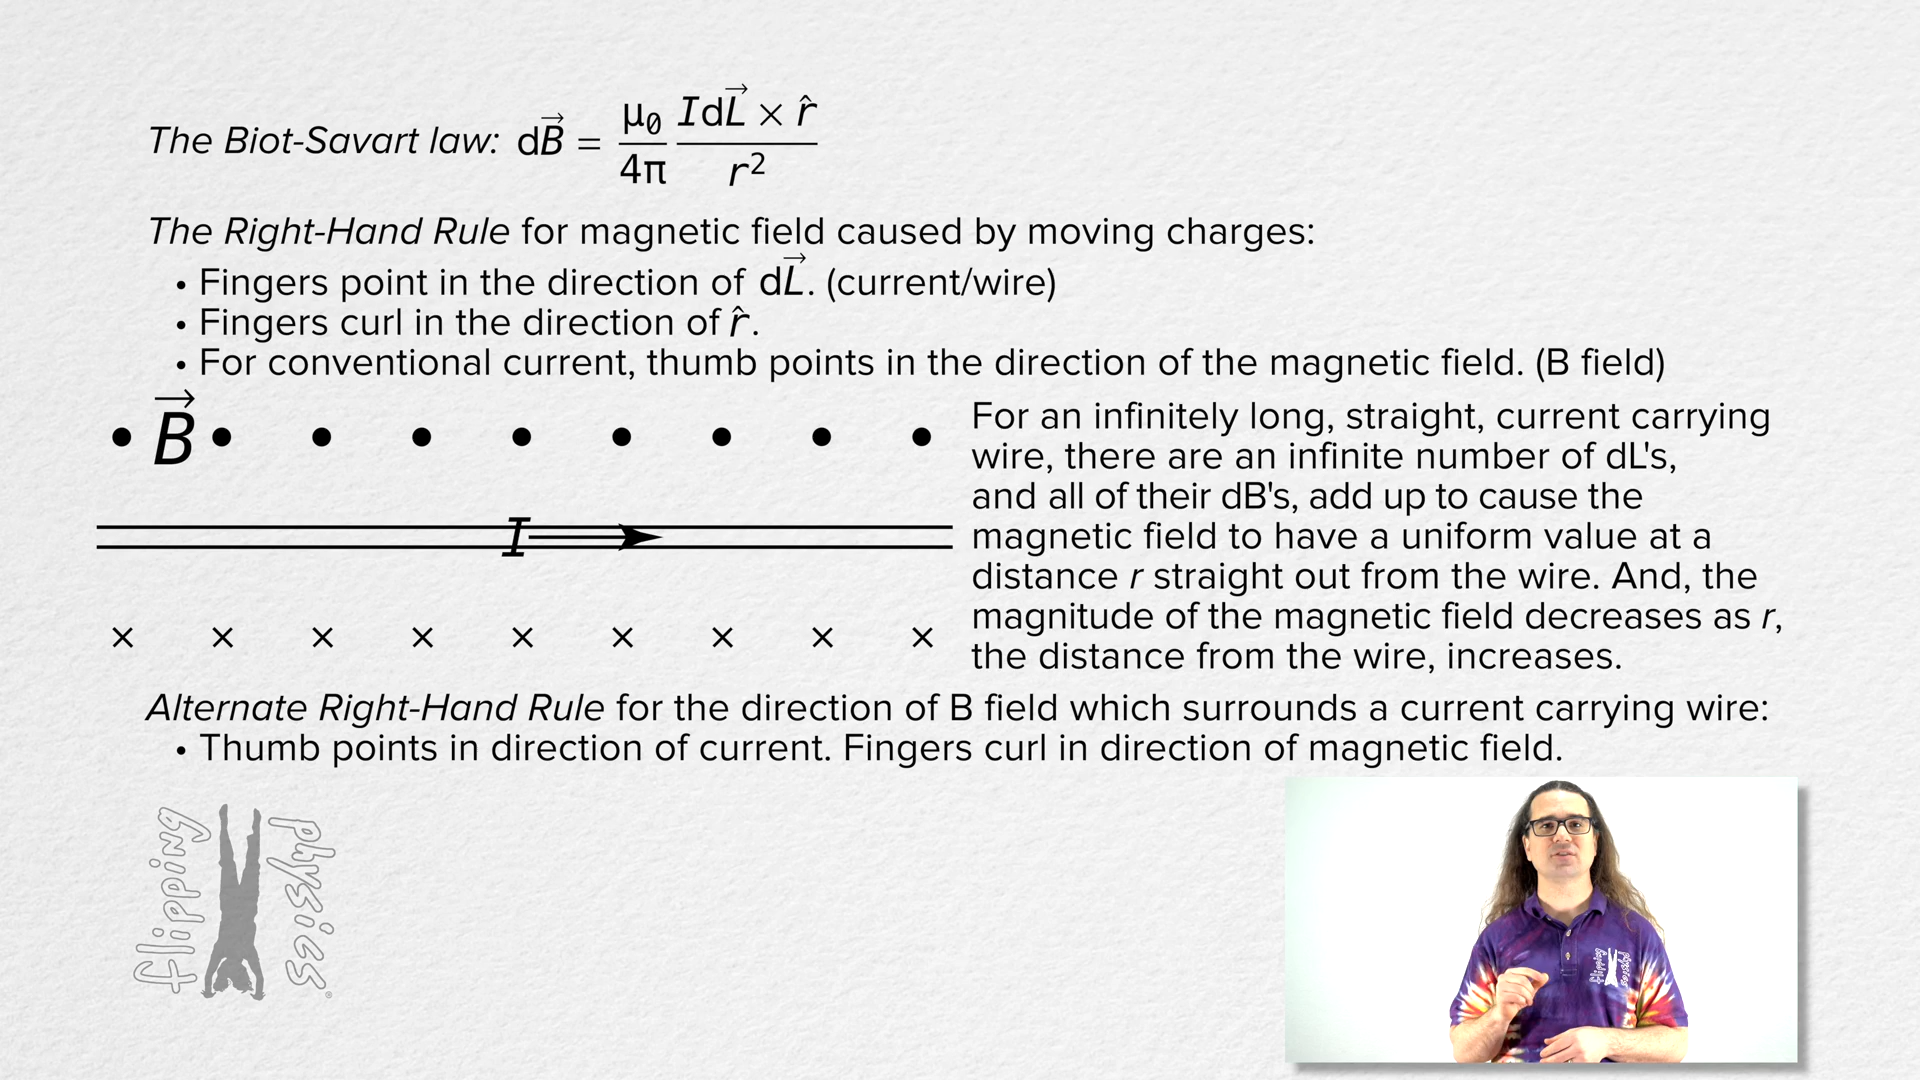 The Biot-Savart law: dB⃗ = μ₀/4π IdL⃗ × r̂/r²
The Right-Hand Rule for magnetic field caused by moving charges:
• Fingers point in the direction of dL⃗. (current/wire)
• Fingers curl in the direction of r̂.
• For conventional current, thumb points in the direction of the magnetic field. (B field)
B⃗
For an infinitely long, straight, current carrying
wire, there are an infinite number of dL's,
and all of their dB's, add up to cause the
I
magnetic field to have a uniform value at a
distance r straight out from the wire. And, the
magnitude of the magnetic field decreases as r,
× × × × × × × × ×
the distance from the wire, increases.
Alternate Right-Hand Rule for the direction of B field which surrounds a current carrying wire:
• Thumb points in direction of current. Fingers curl in direction of magnetic field.
flipping
physics®
flipping
physics